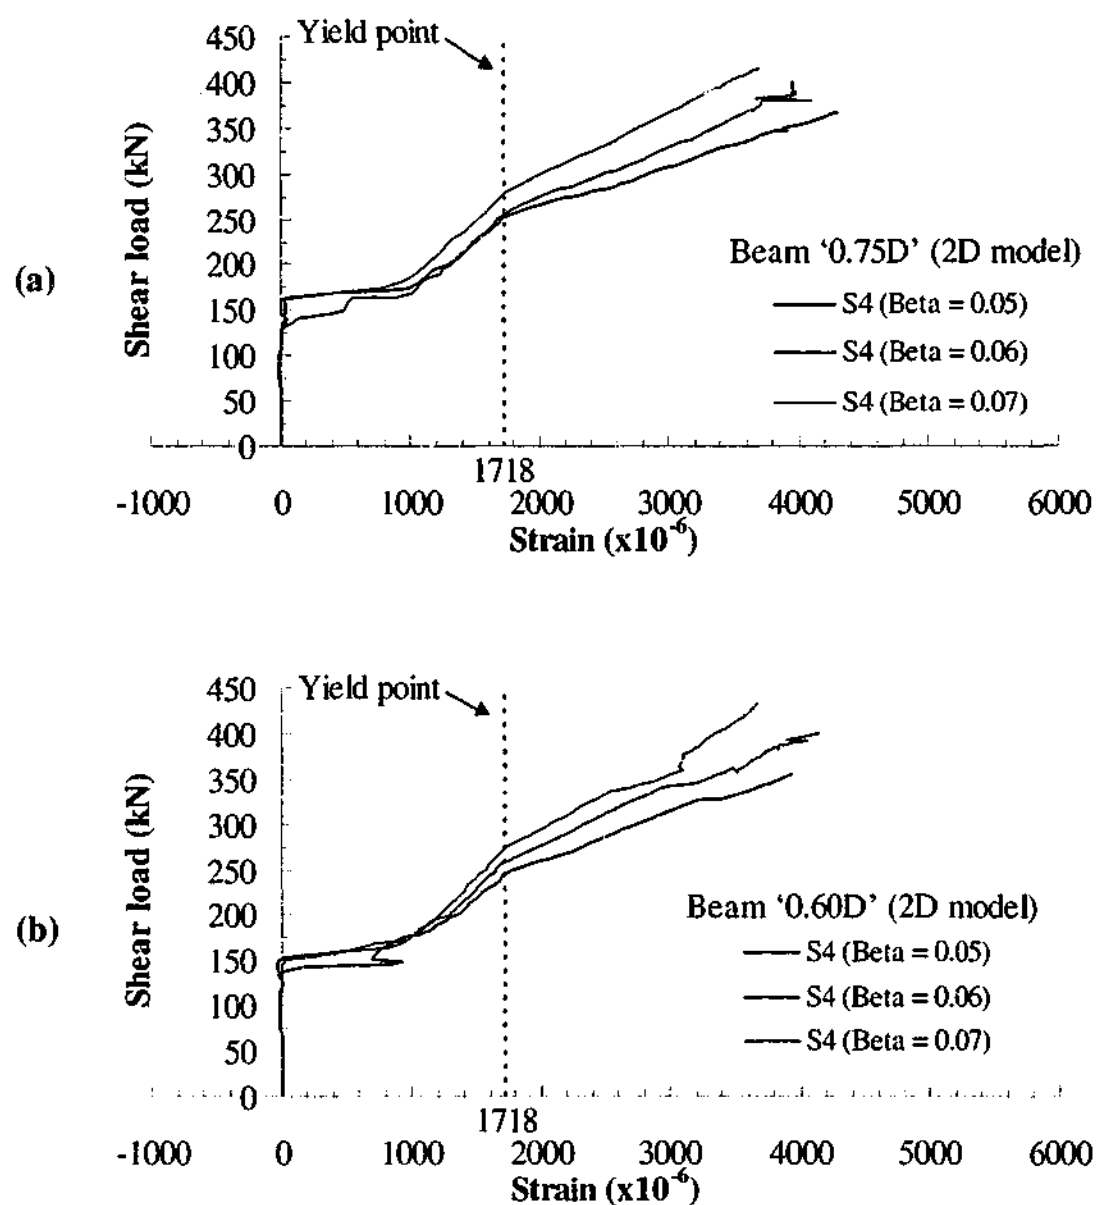 (a)
Yield point
450
400
350
300
250
200
150
100
50
0
Shear load (kN)
Beam ‘0.75D’ (2D model)
S4 (Beta = 0.05)
S4 (Beta = 0.06)
S4 (Beta = 0.07)
1718
-1000 0 1000 2000 3000 4000 5000 6000
Strain (x10⁻⁶)
(b)
Yield point
450
400
350
300
250
200
150
100
50
0
Shear load (kN)
Beam ‘0.60D’ (2D model)
S4 (Beta = 0.05)
S4 (Beta = 0.06)
S4 (Beta = 0.07)
1718
-1000 0 1000 2000 3000 4000 5000 6000
Strain (x10⁻⁶)